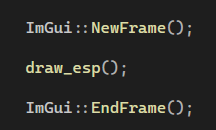 ImGui::NewFrame();
draw_esp();
ImGui::EndFrame();